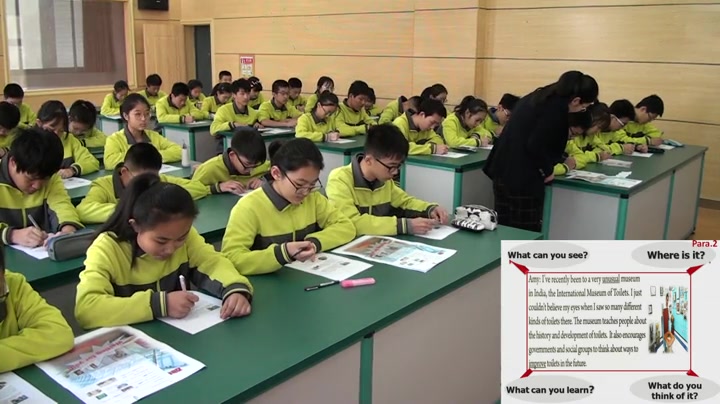 Para.2
What can you see?
Where is it?
Amy: I've recently been to a very unusual museum
in India, the International Museum of Toilets. I just
couldn't believe my eyes when I saw so many different
kinds of toilets there. The museum teaches people about
the history and development of toilets. It also encourages
governments and social groups to think about ways to
improve toilets in the future.
What can you learn?
What do you
think of it?